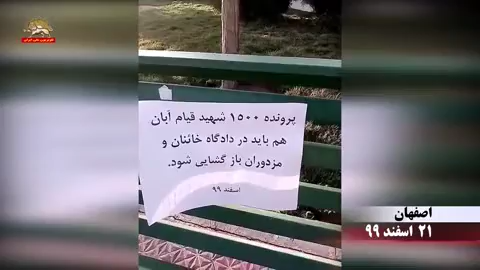 پرونده ۱۵۰۰ شهید قیام آبان
هم باید در دادگاه خائنان و
مزدوران باز گشایی شود.
اسفند ۹۹
اصفهان
۲۱ اسفند ۹۹